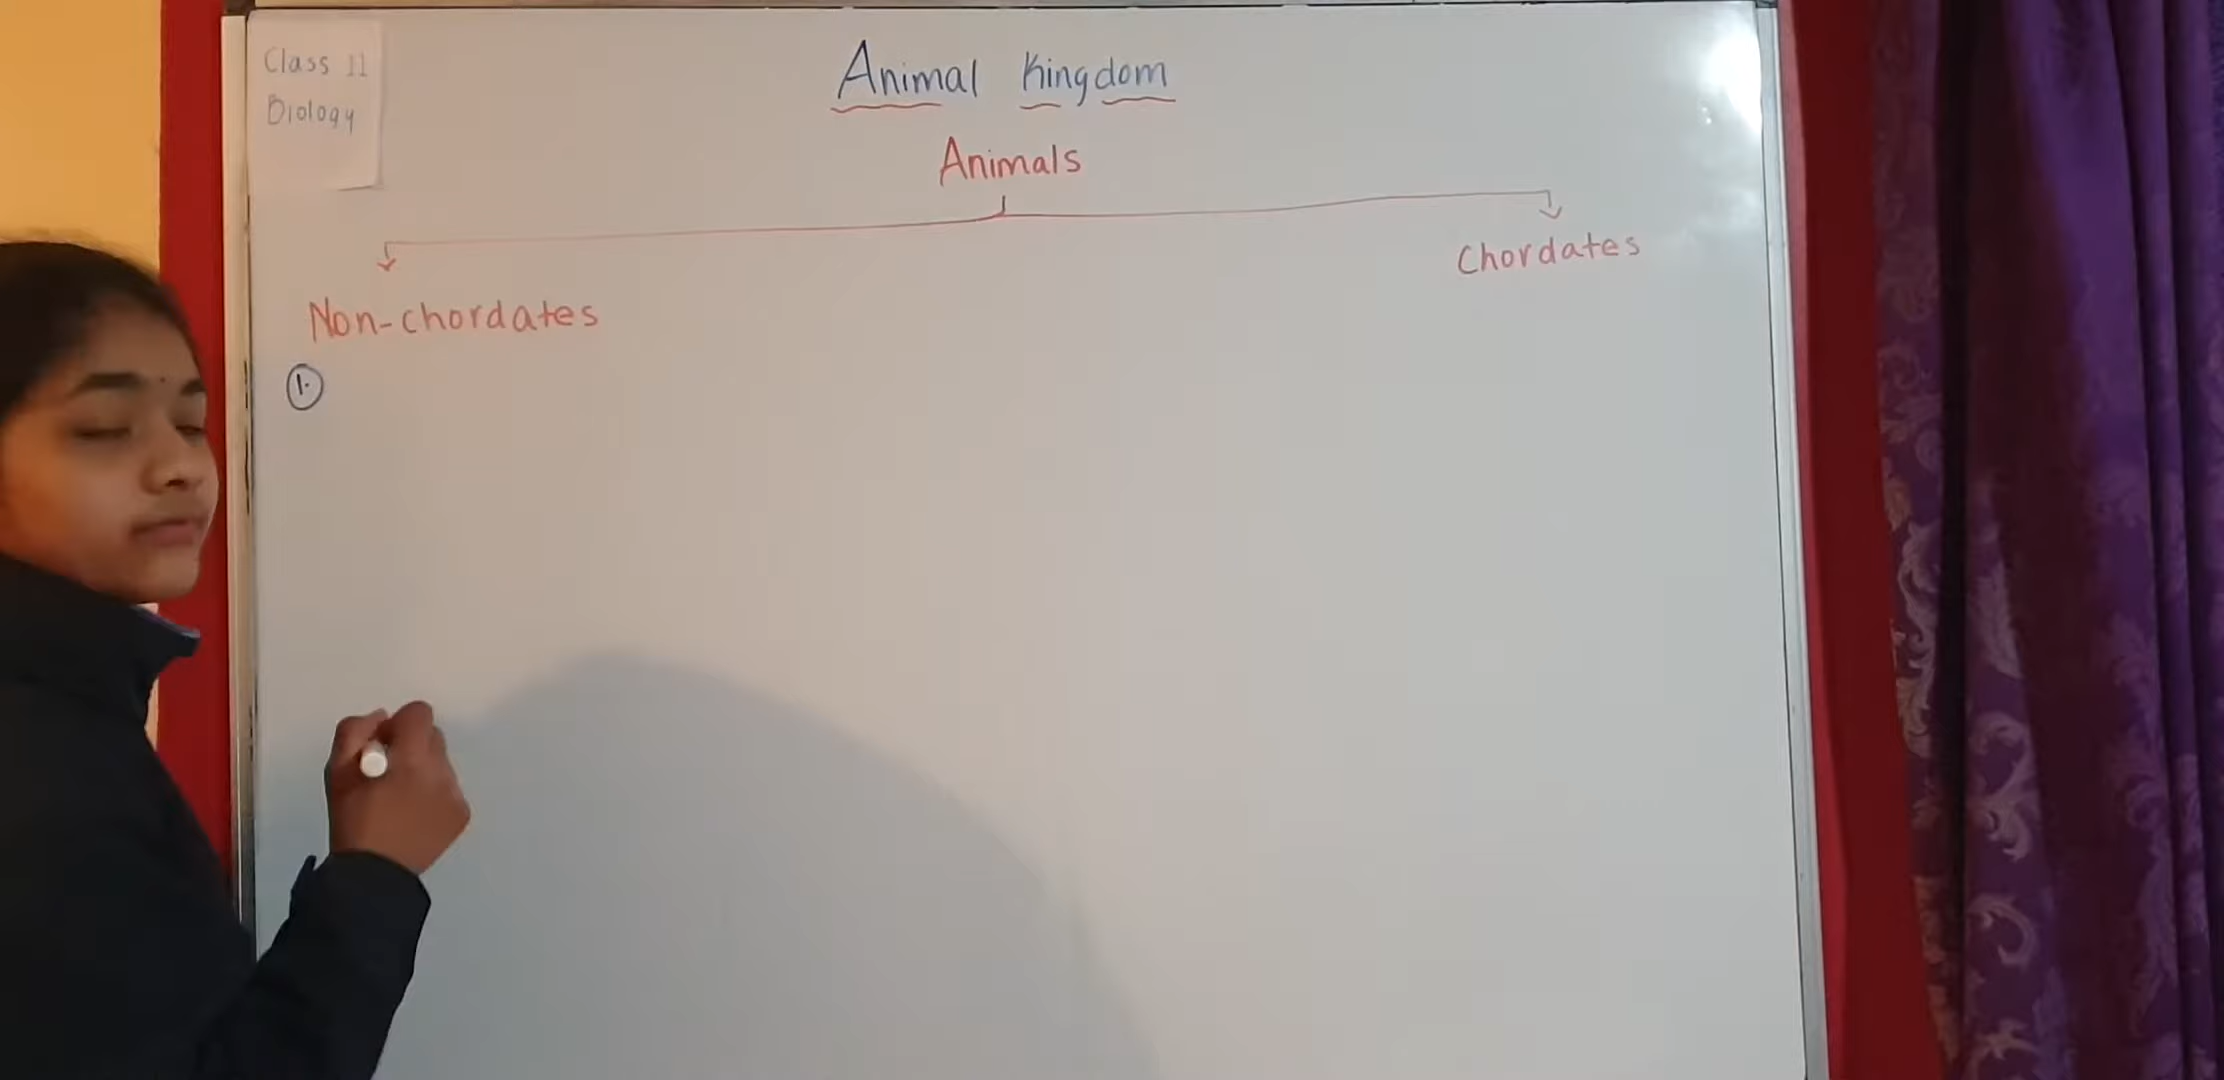 Class 11
Biology
Animal Kingdom
Animals
Chordates
Non-chordates
1.